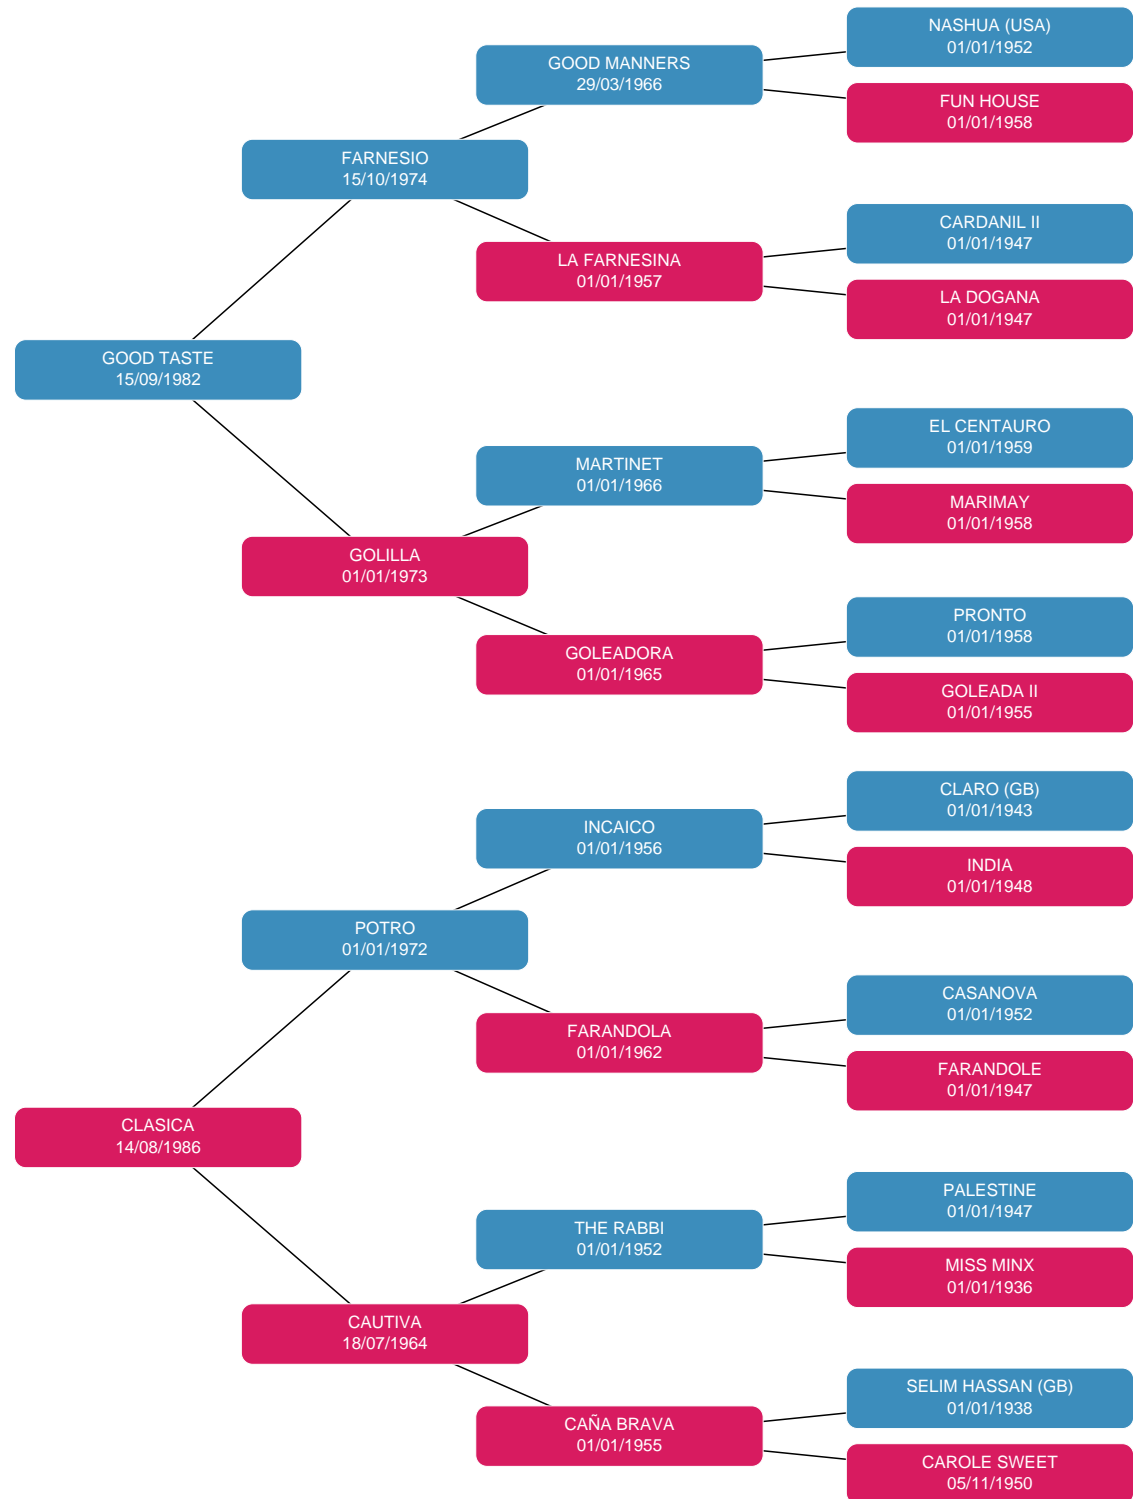 NASHUA (USA)
01/01/1952
GOOD MANNERS
29/03/1966
FUN HOUSE
01/01/1958
FARNESIO
15/10/1974
CARDANIL II
01/01/1947
LA FARNESINA
01/01/1957
LA DOGANA
01/01/1947
GOOD TASTE
15/09/1982
EL CENTAURO
01/01/1959
MARTINET
01/01/1966
MARIMAY
01/01/1958
GOLILLA
01/01/1973
PRONTO
01/01/1958
GOLEADORA
01/01/1965
GOLEADA II
01/01/1955
CLARO (GB)
01/01/1943
INCAICO
01/01/1956
INDIA
01/01/1948
POTRO
01/01/1972
CASANOVA
01/01/1952
FARANDOLA
01/01/1962
FARANDOLE
01/01/1947
CLASICA
14/08/1986
PALESTINE
01/01/1947
THE RABBI
01/01/1952
MISS MINX
01/01/1936
CAUTIVA
18/07/1964
SELIM HASSAN (GB)
01/01/1938
CAÑA BRAVA
01/01/1955
CAROLE SWEET
05/11/1950